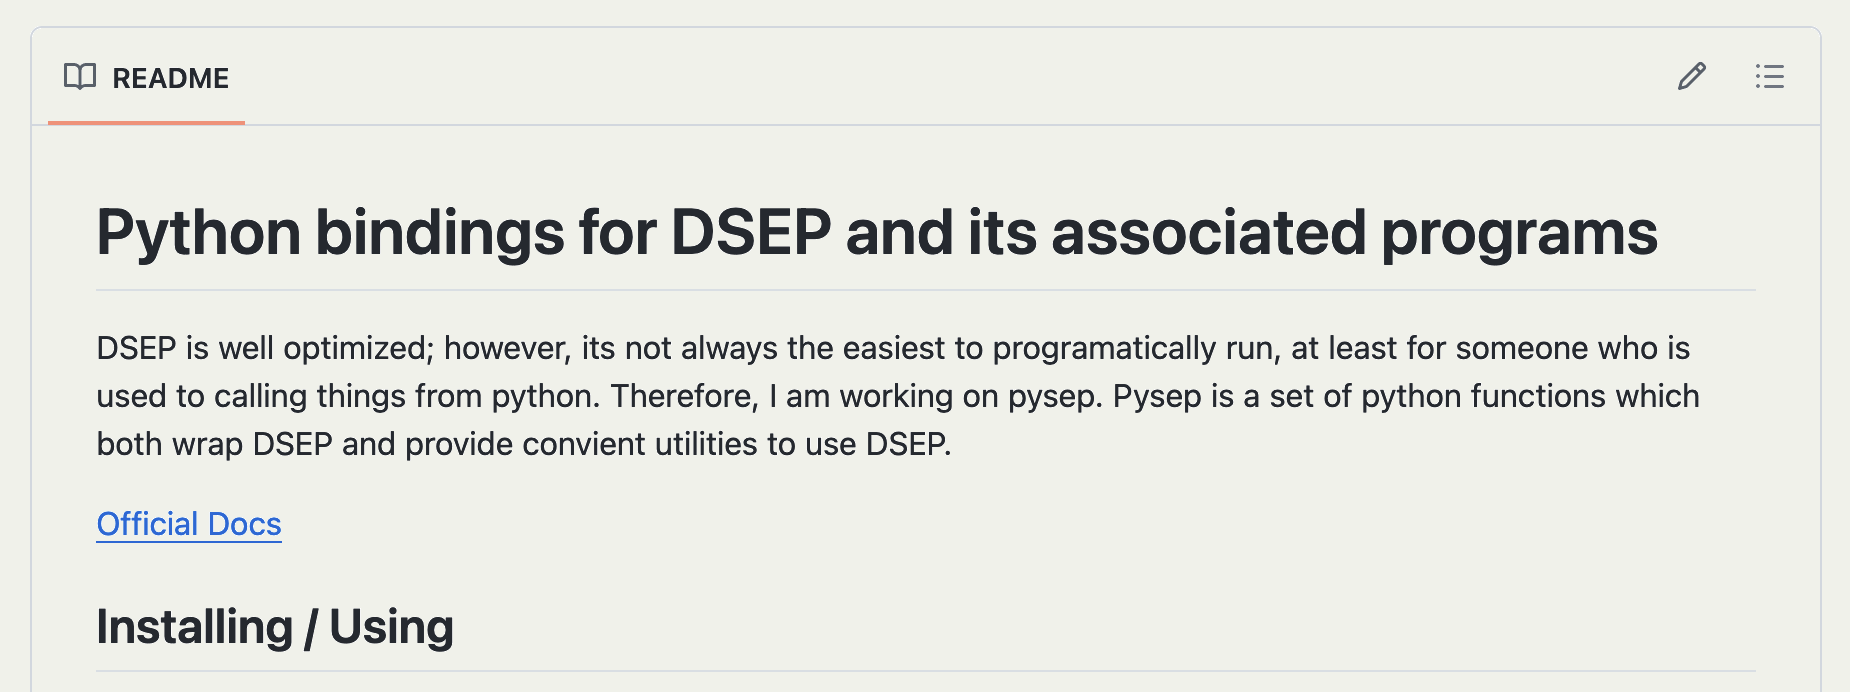 README
Python bindings for DSEP and its associated programs
DSEP is well optimized; however, its not always the easiest to programatically run, at least for someone who is
used to calling things from python. Therefore, I am working on pysep. Pysep is a set of python functions which
both wrap DSEP and provide convient utilities to use DSEP.
Official Docs
Installing / Using